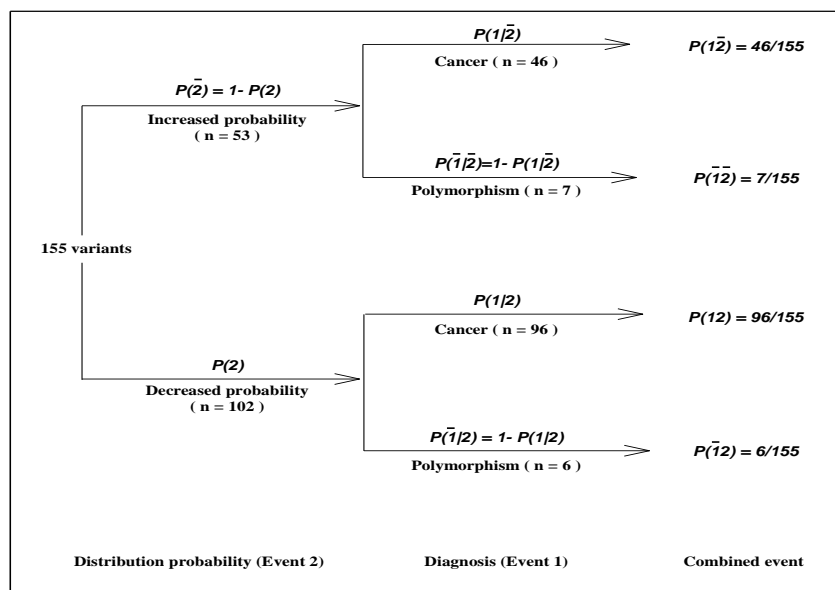 P(1|2̄)
Cancer ( n = 46 )
P(12̄) = 46/155
P(2̄) = 1- P(2)
Increased probability
( n = 53 )
P(1̄|2̄)=1- P(1|2̄)
Polymorphism ( n = 7 )
P(1̄2̄) = 7/155
155 variants
P(1|2)
Cancer ( n = 96 )
P(12) = 96/155
P(2)
Decreased probability
( n = 102 )
P(1̄|2) = 1- P(1|2)
Polymorphism ( n = 6 )
P(1̄2) = 6/155
Distribution probability (Event 2)
Diagnosis (Event 1)
Combined event